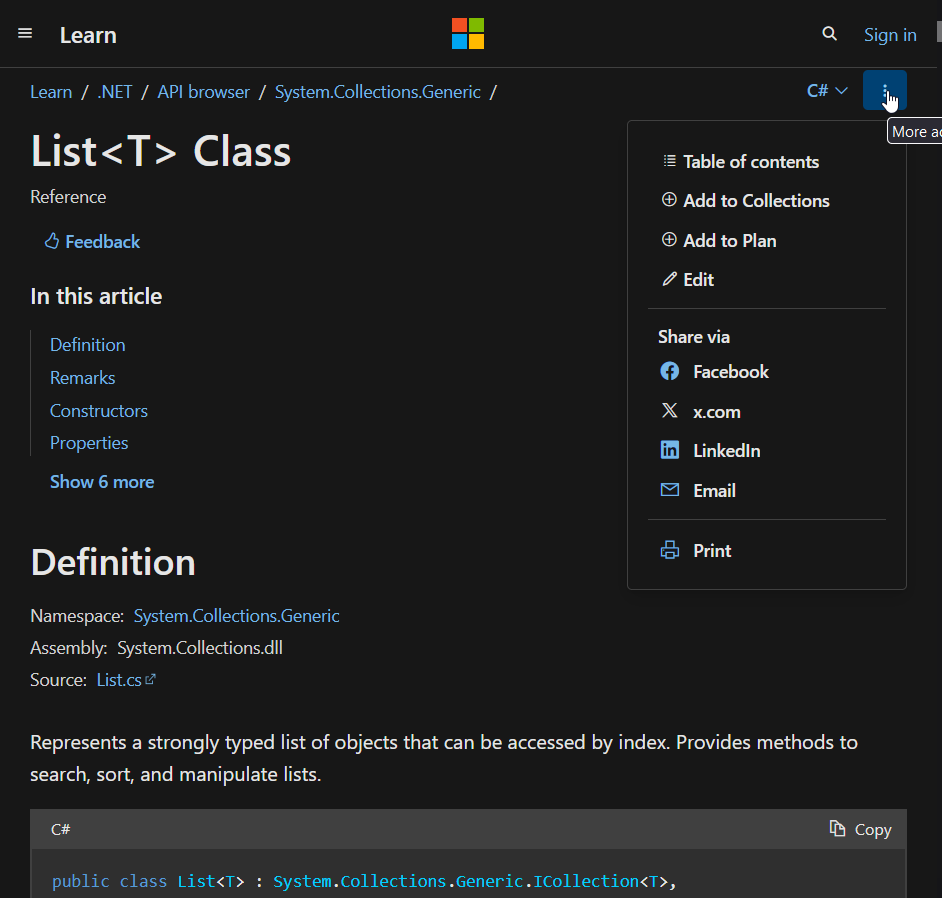 Learn
Sign in
Learn / .NET / API browser / System.Collections.Generic /
C#
More
List<T> Class
Reference
Feedback
In this article
Definition
Remarks
Constructors
Properties
Show 6 more
Table of contents
Add to Collections
Add to Plan
Edit
Share via
Facebook
x.com
LinkedIn
Email
Print
Definition
Namespace: System.Collections.Generic
Assembly: System.Collections.dll
Source: List.cs
Represents a strongly typed list of objects that can be accessed by index. Provides methods to
search, sort, and manipulate lists.
C#
Copy
public class List<T> : System.Collections.Generic.ICollection<T>,